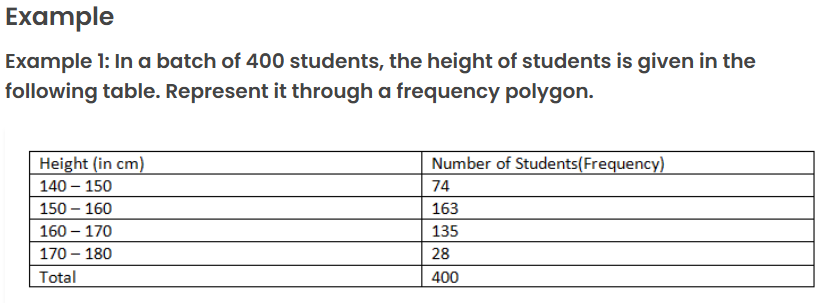 Example
Example 1: In a batch of 400 students, the height of students is given in the
following table. Represent it through a frequency polygon.
Height (in cm) Number of Students(Frequency)
140 – 150 74
150 – 160 163
160 – 170 135
170 – 180 28
Total 400